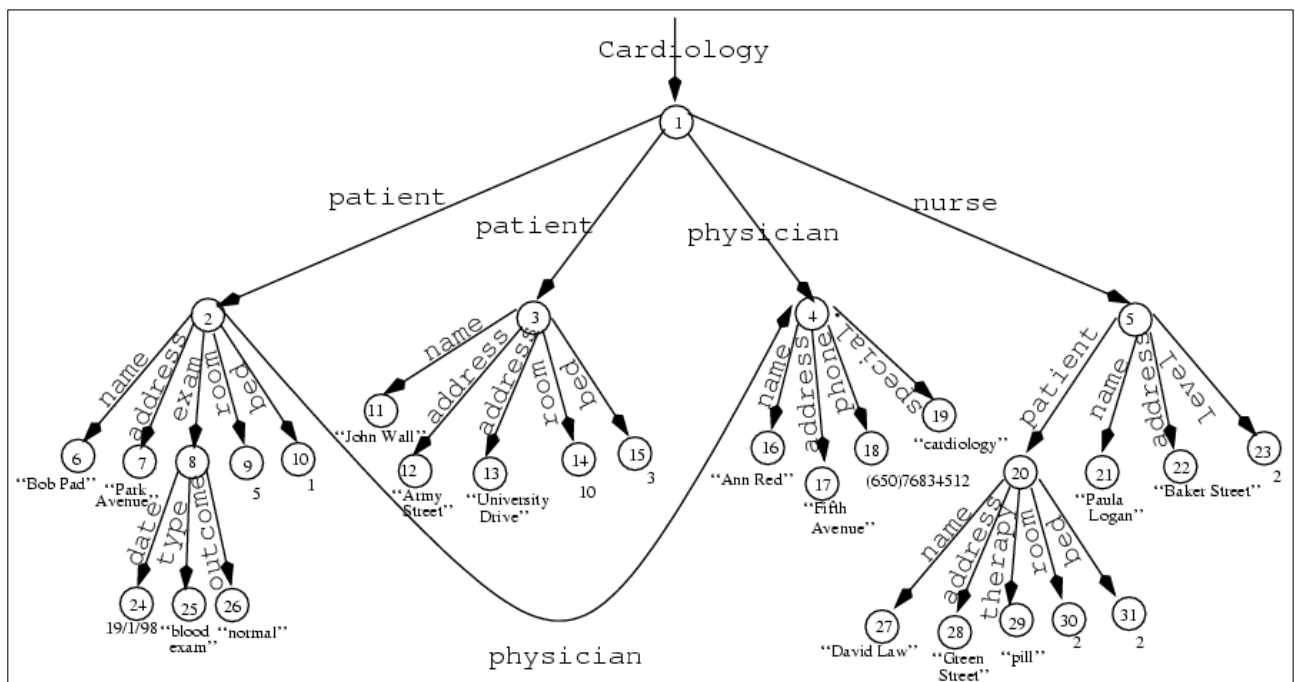 Cardiology
1
patient
patient
physician
nurse
2
3
4
5
name
address
exam
room
bed
name
address
address
room
bed
name
address
phone
special
patient
name
address
level
6
“Bob Pad”
7
“Park
Avenue”
8
9
5
10
1
11
“John Wall”
12
“Army
Street”
13
“University
Drive”
14
10
15
3
16
“Ann Red”
17
“Fifth
Avenue”
18
(650)76834512
19
“cardiology”
20
21
“Paula
Logan”
22
“Baker Street”
23
2
date
type
outcome
24
19/1/98
25
“blood
exam”
26
“normal”
physician
name
address
therapy
room
bed
27
“David Law”
28
“Green
Street”
29
“pill”
30
2
31
2